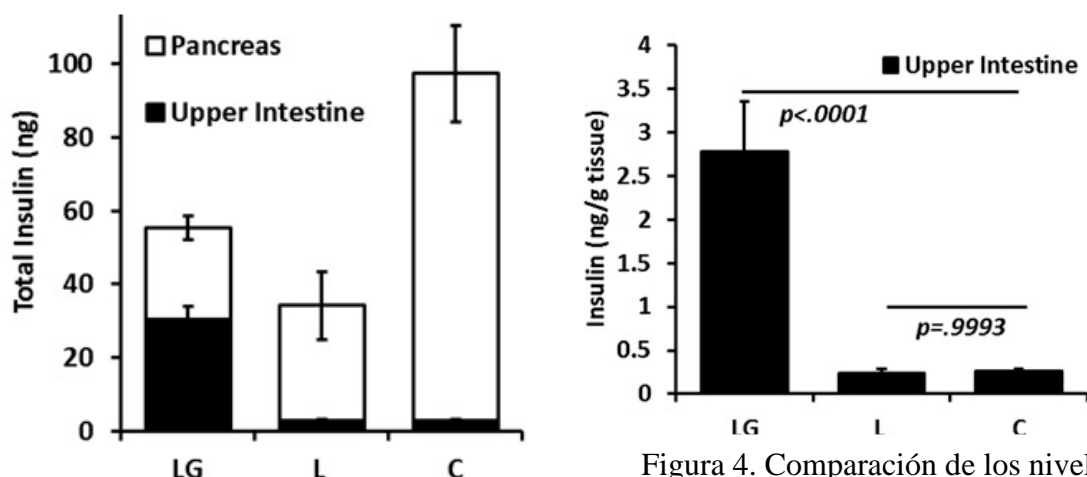 Total Insulin (ng)
100
80
60
40
20
0
Pancreas
Upper Intestine
LG L C
Insulin (ng/g tissue)
4
3.5
3
2.5
2
1.5
1
0.5
0
Upper Intestine
p<.0001
p=.9993
LG L C
Figura 4. Comparación de los nivel